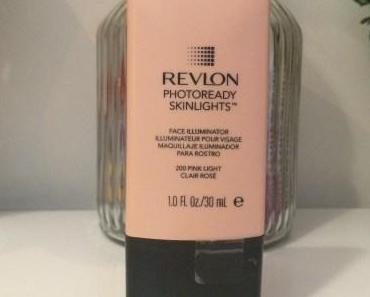 REVLON
PHOTOREADY
SKINLIGHTS™
FACE ILLUMINATOR
ILLUMINATEUR POUR VISAGE
MAQUILLAJE ILUMINADOR
PARA ROSTRO
200 PINK LIGHT
CLAIR ROSÉ
1.0 Fl. Oz./30 mL e